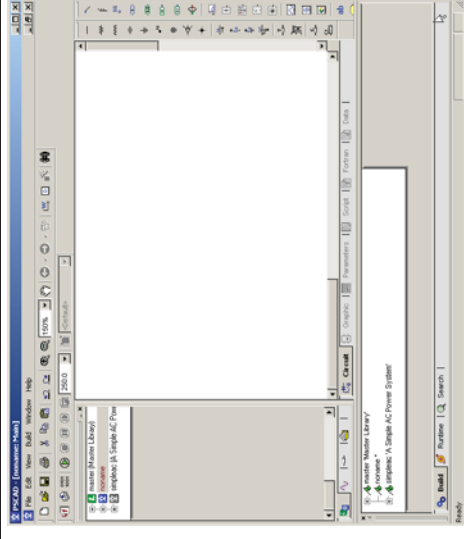 PSCAD - [noname: Main]
File Edit View Build Window Help
150%
250.0 <Default>
master (Master Library)
noname
simpleac (A Simple AC Pow
Circuit Graphic Parameters Script Fortran Data
master 'Master Library'
noname *
simpleac 'A Simple AC Power System'
Build Runtime Search
Ready